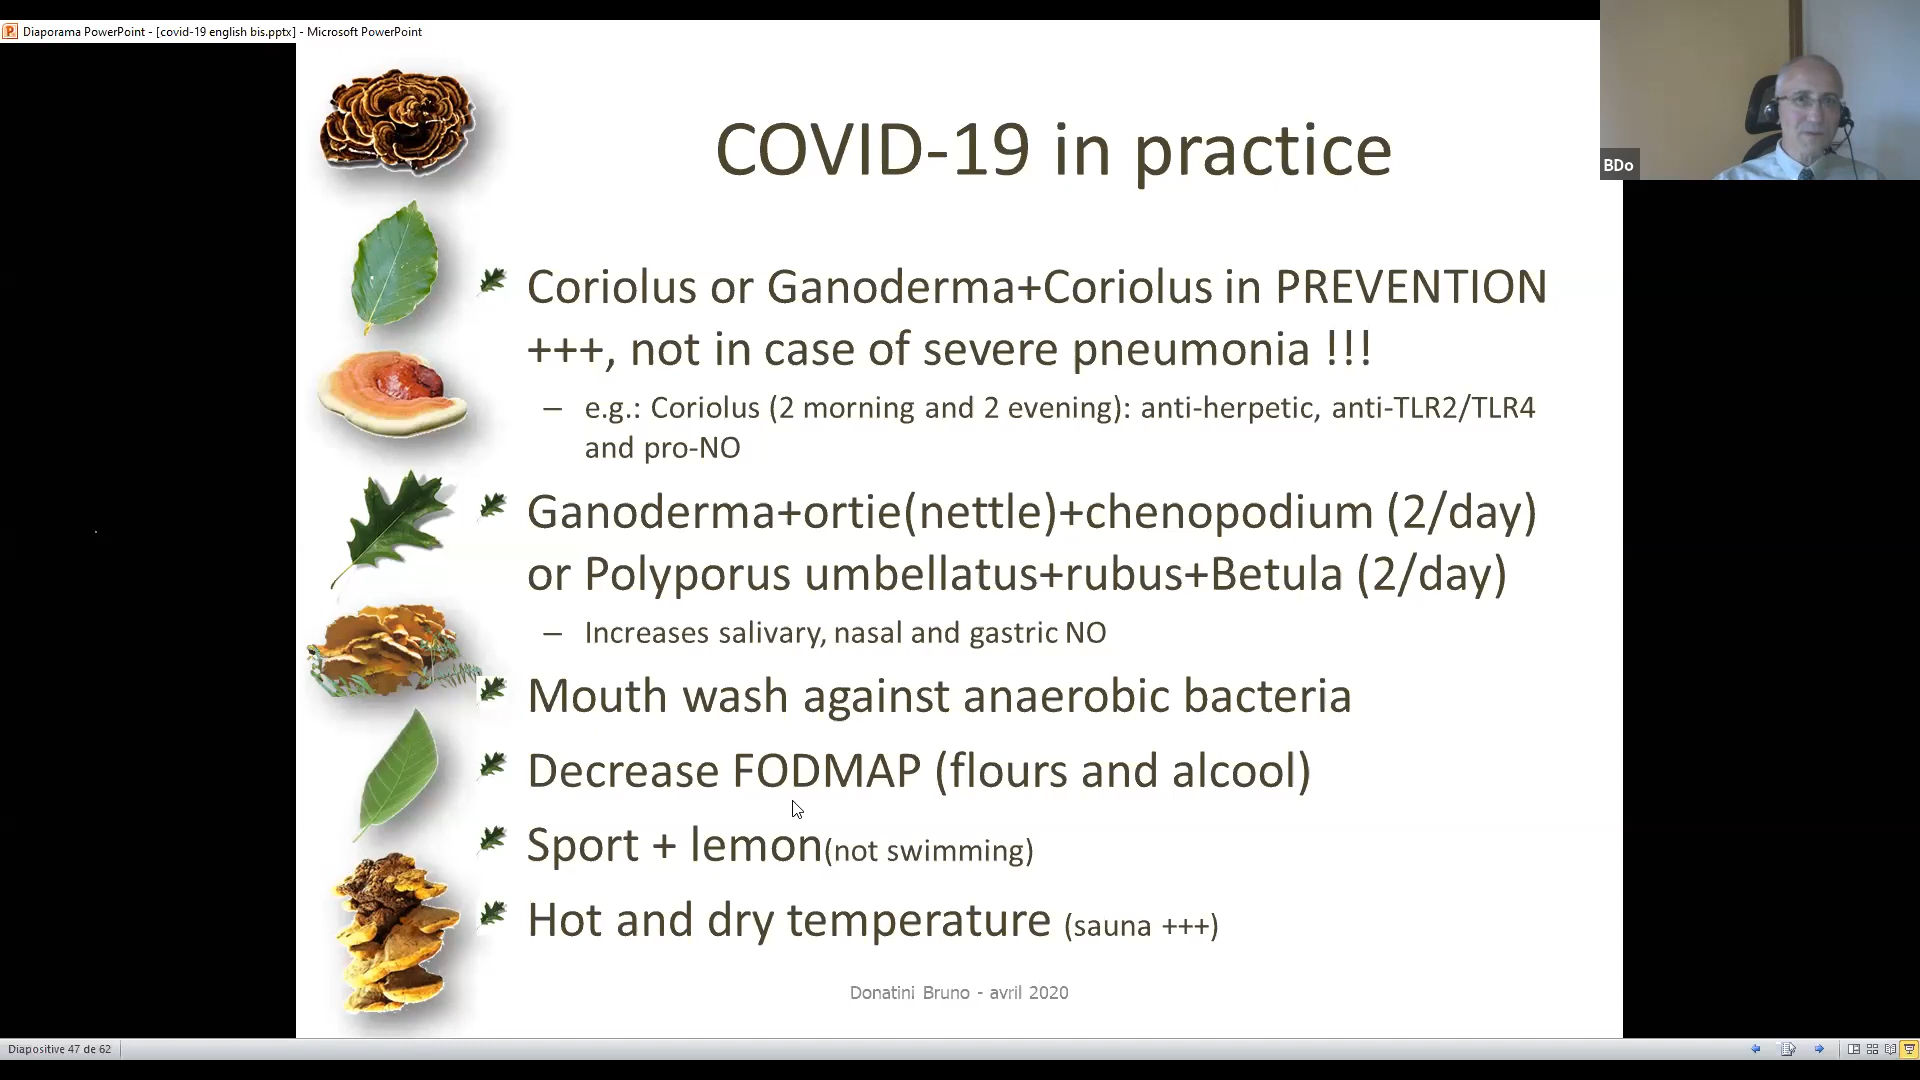 Diaporama PowerPoint - [covid-19 english bis.pptx] - Microsoft PowerPoint
BDo
COVID-19 in practice
Coriolus or Ganoderma+Coriolus in PREVENTION
+++, not in case of severe pneumonia !!!
– e.g.: Coriolus (2 morning and 2 evening): anti-herpetic, anti-TLR2/TLR4
and pro-NO
Ganoderma+ortie(nettle)+chenopodium (2/day)
or Polyporus umbellatus+rubus+Betula (2/day)
– Increases salivary, nasal and gastric NO
Mouth wash against anaerobic bacteria
Decrease FODMAP (flours and alcool)
Sport + lemon(not swimming)
Hot and dry temperature (sauna +++)
Donatini Bruno - avril 2020
Diapositive 47 de 62